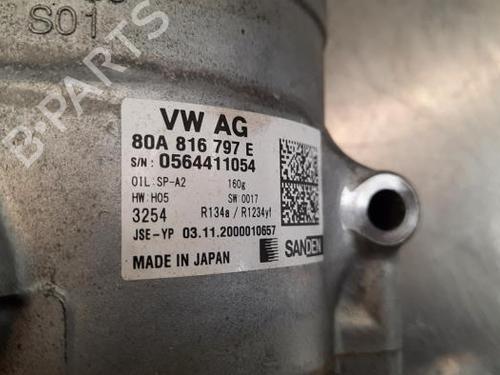 S01
VW AG
80A 816 797 E
S/N: 0564411054
OIL:SP-A2 160g
HW:H05 SW:0017
3254 R134a / R1234yf
JSE-YP 03.11.2000010657
MADE IN JAPAN SANDEN
B-PARTS